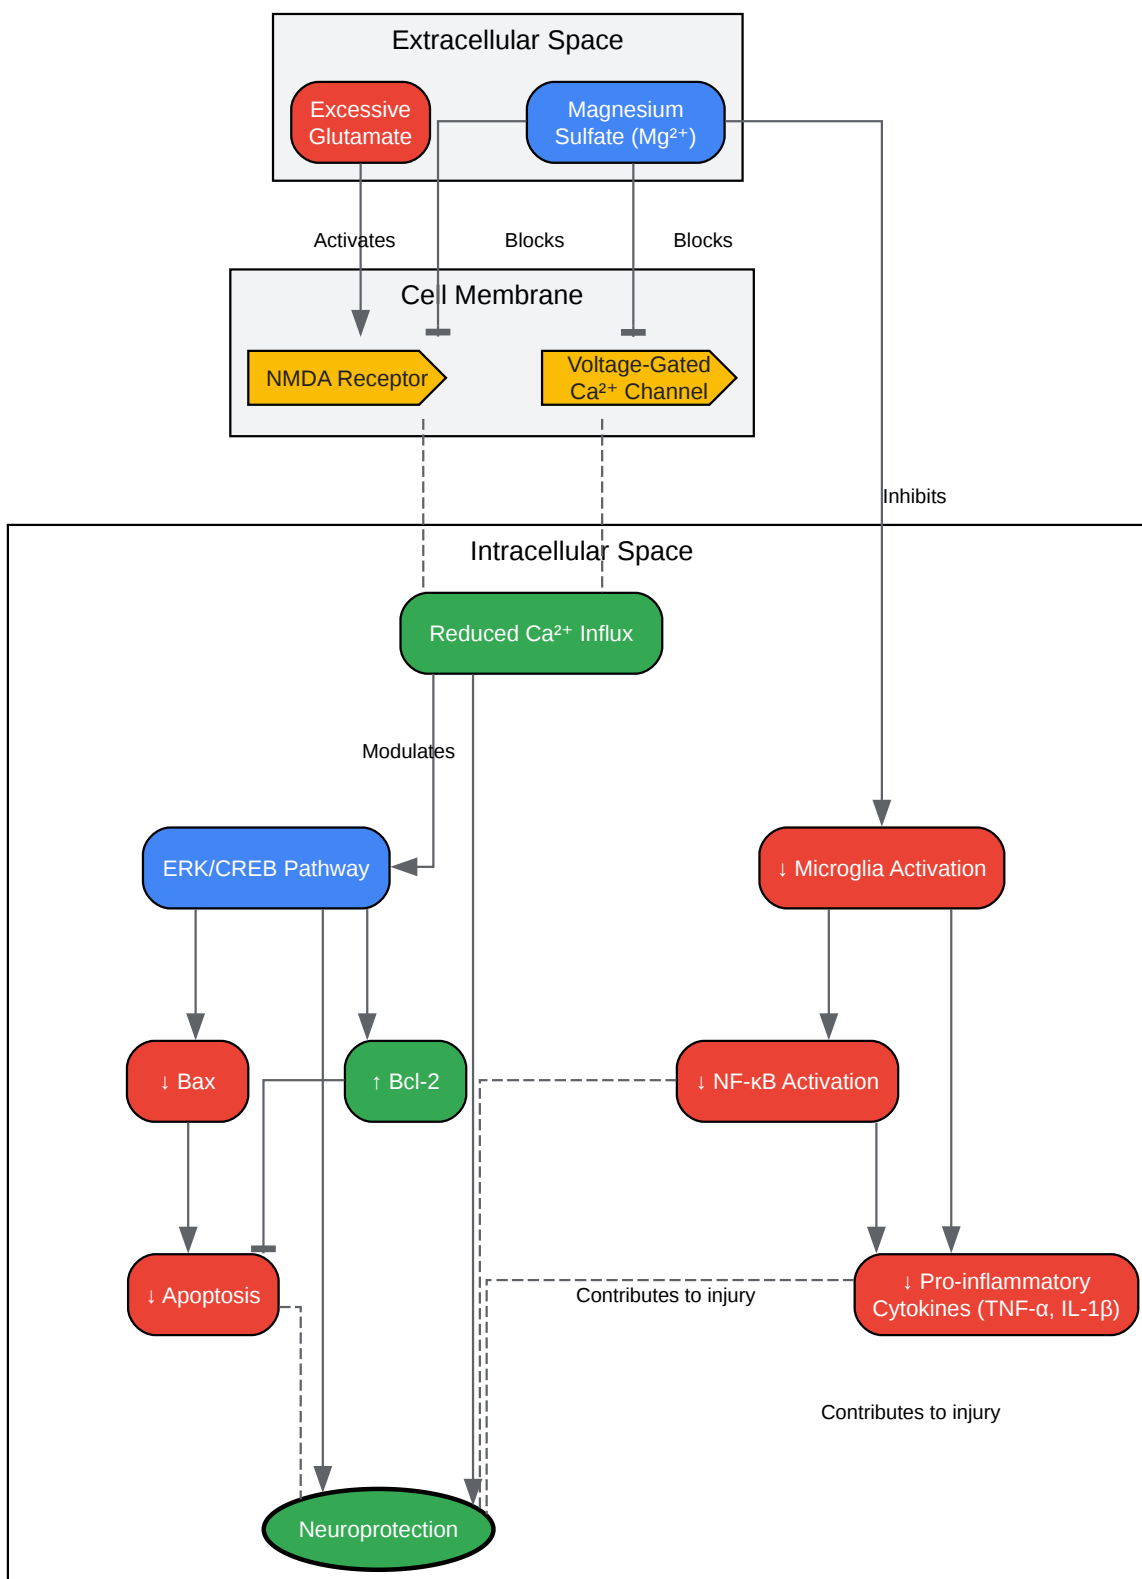 Extracellular Space
Excessive
Glutamate
Magnesium
Sulfate (Mg²⁺)
Activates
Blocks
Blocks
Cell Membrane
NMDA Receptor
Voltage-Gated
Ca²⁺ Channel
Inhibits
Intracellular Space
Reduced Ca²⁺ Influx
Modulates
ERK/CREB Pathway
↓ Microglia Activation
↓ Bax
↑ Bcl-2
↓ NF-κB Activation
↓ Apoptosis
Contributes to injury
↓ Pro-inflammatory
Cytokines (TNF-α, IL-1β)
Contributes to injury
Neuroprotection